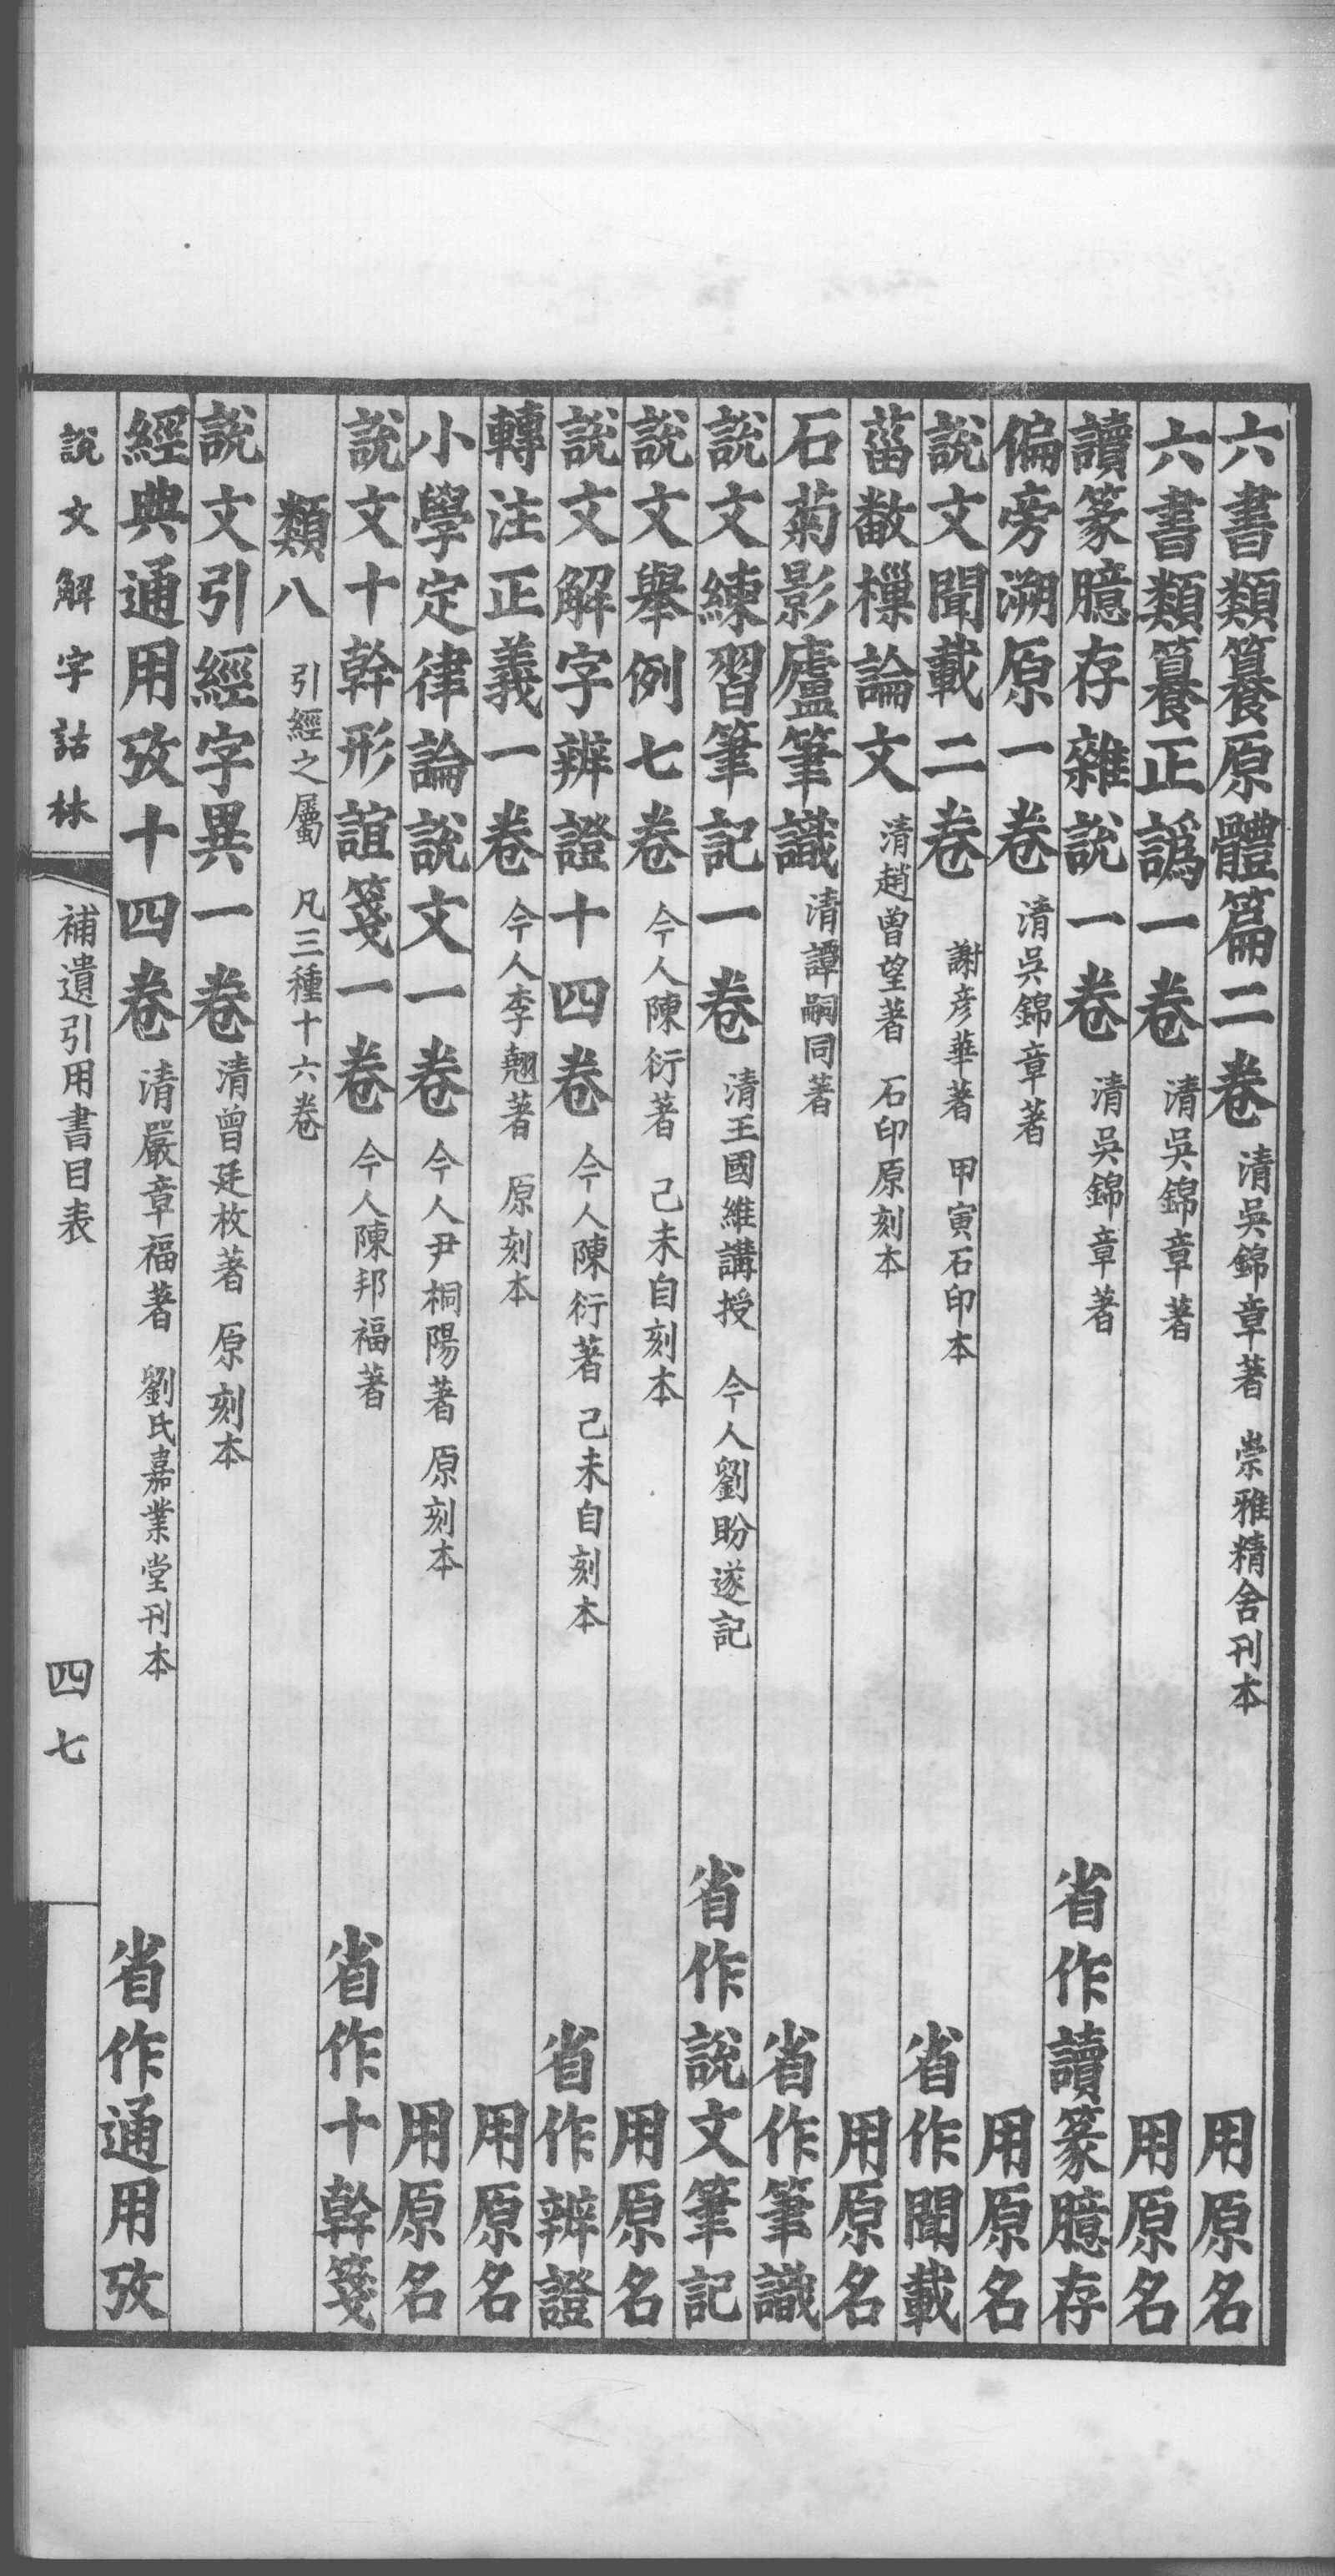 六書類纂原體篇二卷 清吳錦章著 崇雅精舍刊本 用原名
六書類纂正譌一卷 清吳錦章著 用原名
讀篆臆存雜說一卷 清吳錦章著 省作讀篆臆存
偏旁溯原一卷 清吳錦章著 用原名
說文聞載二卷 謝彥華著 甲寅石印本 省作聞載
菑畬樔論文 清趙曾望著 石印原刻本 用原名
石菊影廬筆識 清譚嗣同著 省作筆識
說文練習筆記一卷 清王國維講授 今人劉盼遂記 省作說文筆記
說文舉例七卷 今人陳衍著 己未自刻本 用原名
說文解字辨證十四卷 今人陳衍著 己未自刻本 省作辨證
轉注正義一卷 今人李翹著 原刻本 用原名
小學定律論說文一卷 今人尹桐陽著 原刻本 用原名
說文十幹形誼箋一卷 今人陳邦福著 省作十幹箋
類八 引經之屬 凡三種十六卷
說文引經字異一卷 清曾廷枚著 原刻本
經典通用攷十四卷 清嚴章福著 劉氏嘉業堂刊本 省作通用攷
說文解字詁林 補遺引用書目表 四七